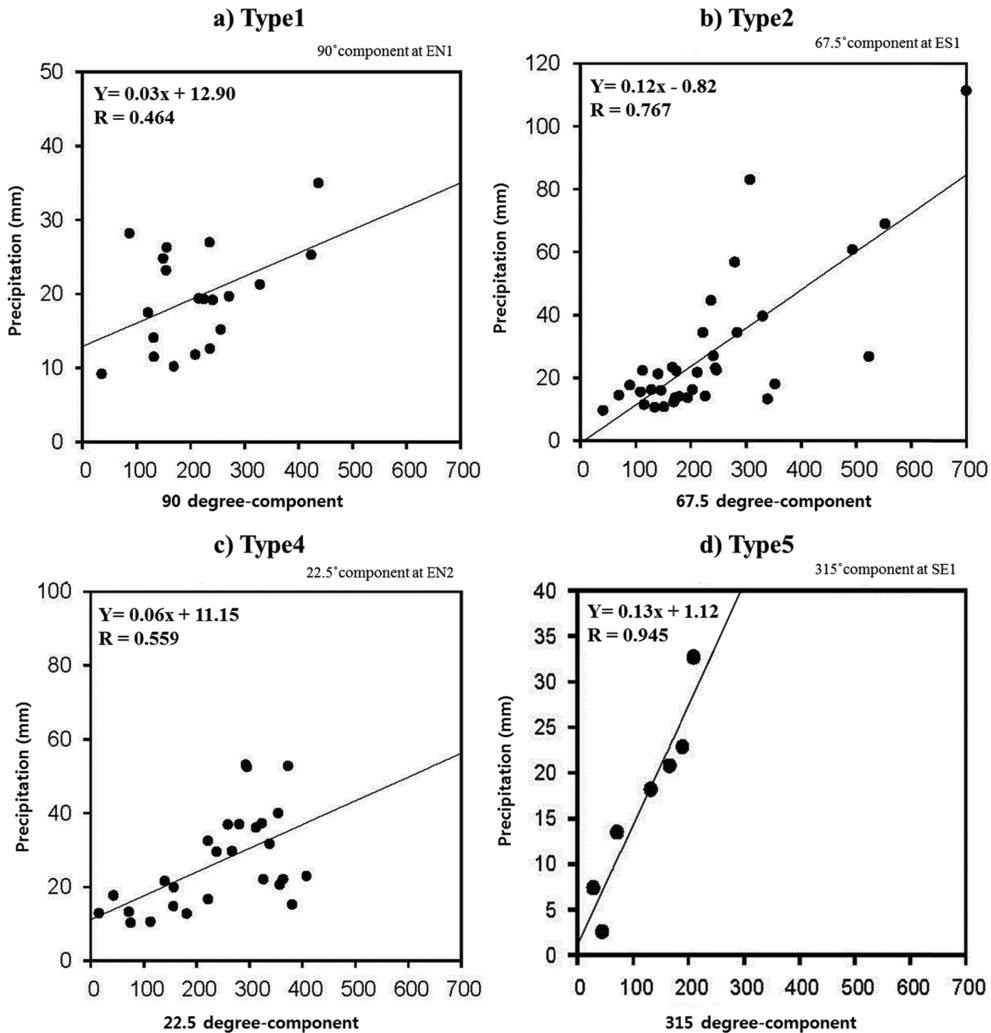 a) Type1
90˚component at EN1
Y= 0.03x + 12.90
R = 0.464
Precipitation (mm)
50
40
30
20
10
0
0 100 200 300 400 500 600 700
90 degree-component
b) Type2
67.5˚component at ES1
Y= 0.12x - 0.82
R = 0.767
Precipitation (mm)
120
100
80
60
40
20
0
0 100 200 300 400 500 600 700
67.5 degree-component
c) Type4
22.5˚component at EN2
Y= 0.06x + 11.15
R = 0.559
Precipitation (mm)
100
80
60
40
20
0
0 100 200 300 400 500 600 700
22.5 degree-component
d) Type5
315˚component at SE1
Y= 0.13x + 1.12
R = 0.945
Precipitation (mm)
40
35
30
25
20
15
10
5
0
0 100 200 300 400 500 600 700
315 degree-component